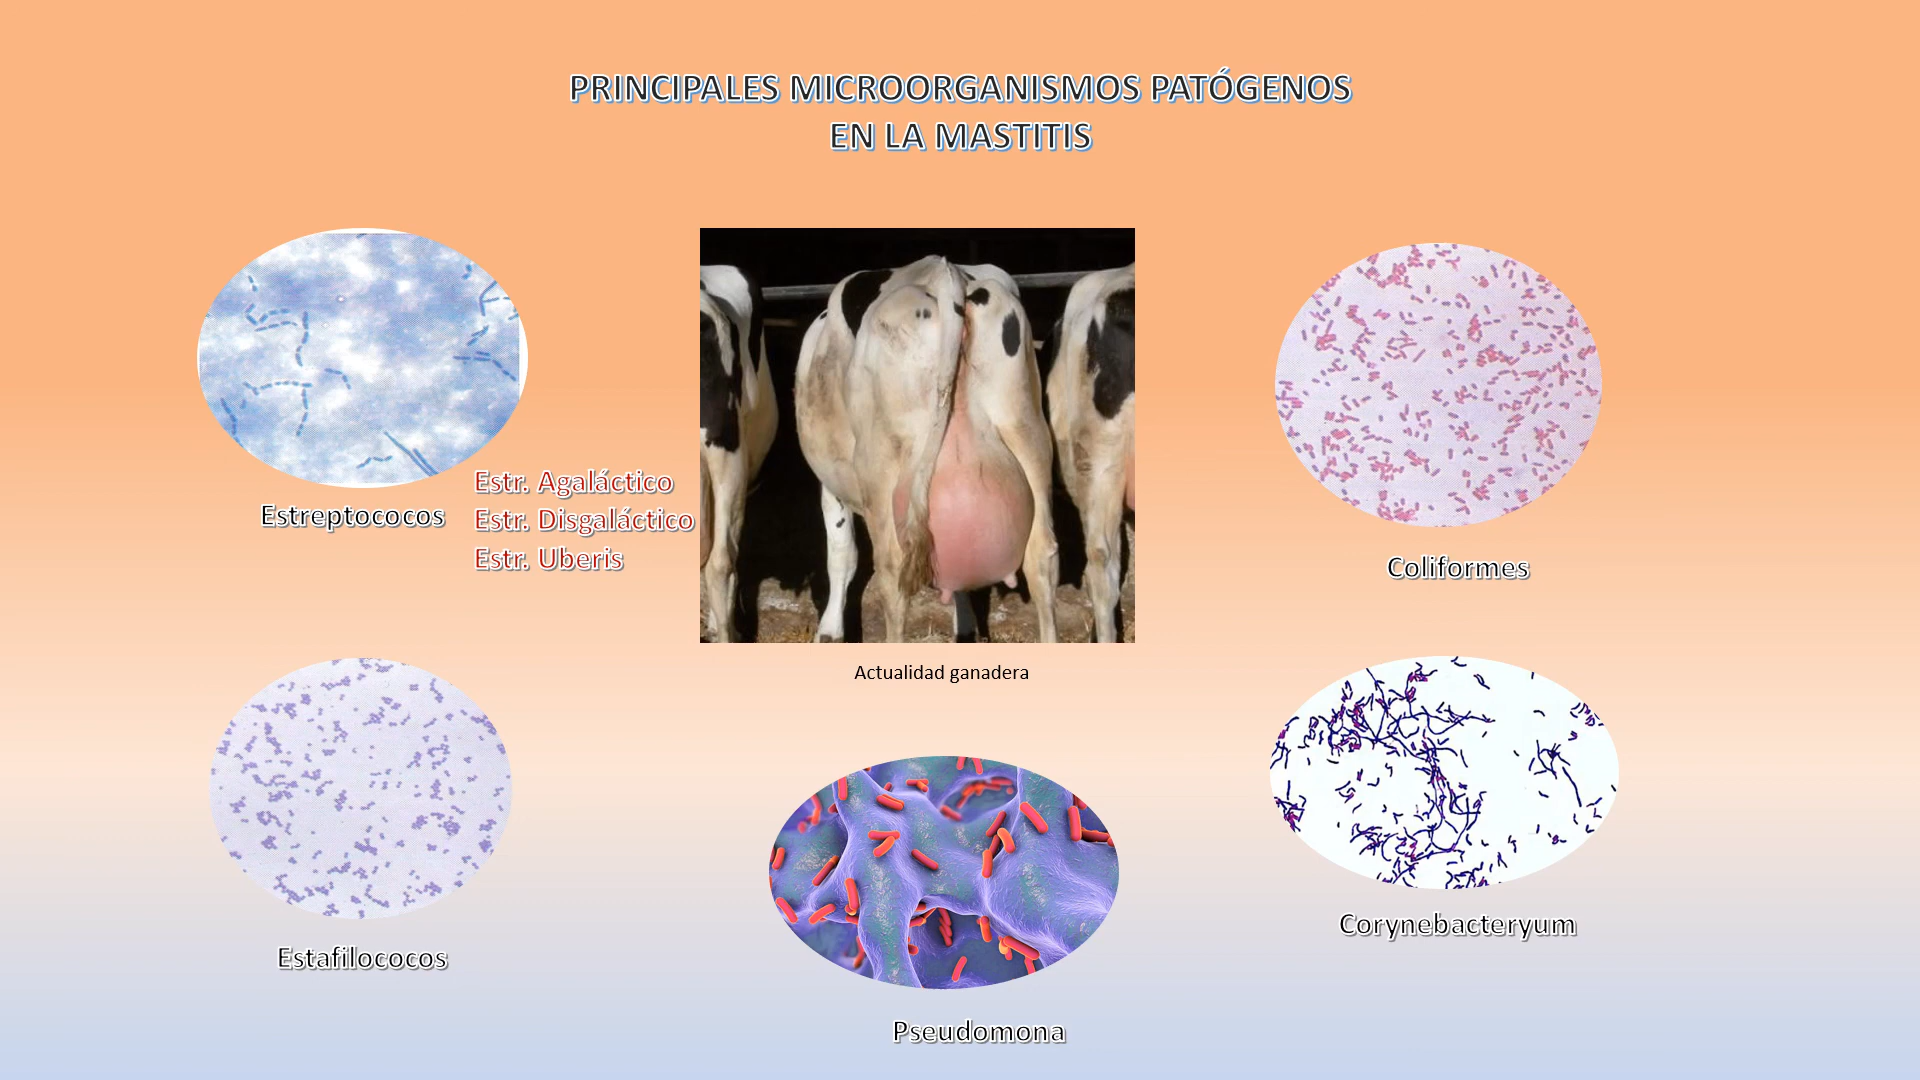 PRINCIPALES MICROORGANISMOS PATÓGENOS
EN LA MASTITIS
Estreptococos
Estr. Agaláctico
Estr. Disgaláctico
Estr. Uberis
Coliformes
Actualidad ganadera
Estafilococos
Pseudomona
Corynebacteryum